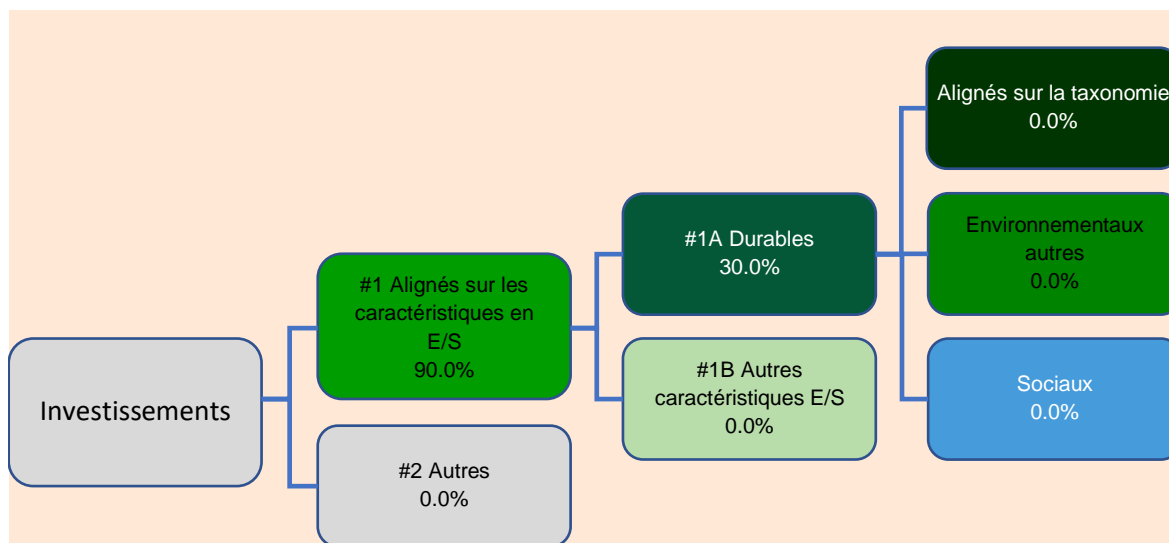 Investissements
#1 Alignés sur les
caractéristiques en
E/S
90.0%
#2 Autres
0.0%
#1A Durables
30.0%
#1B Autres
caractéristiques E/S
0.0%
Alignés sur la taxonomie
0.0%
Environnementaux
autres
0.0%
Sociaux
0.0%